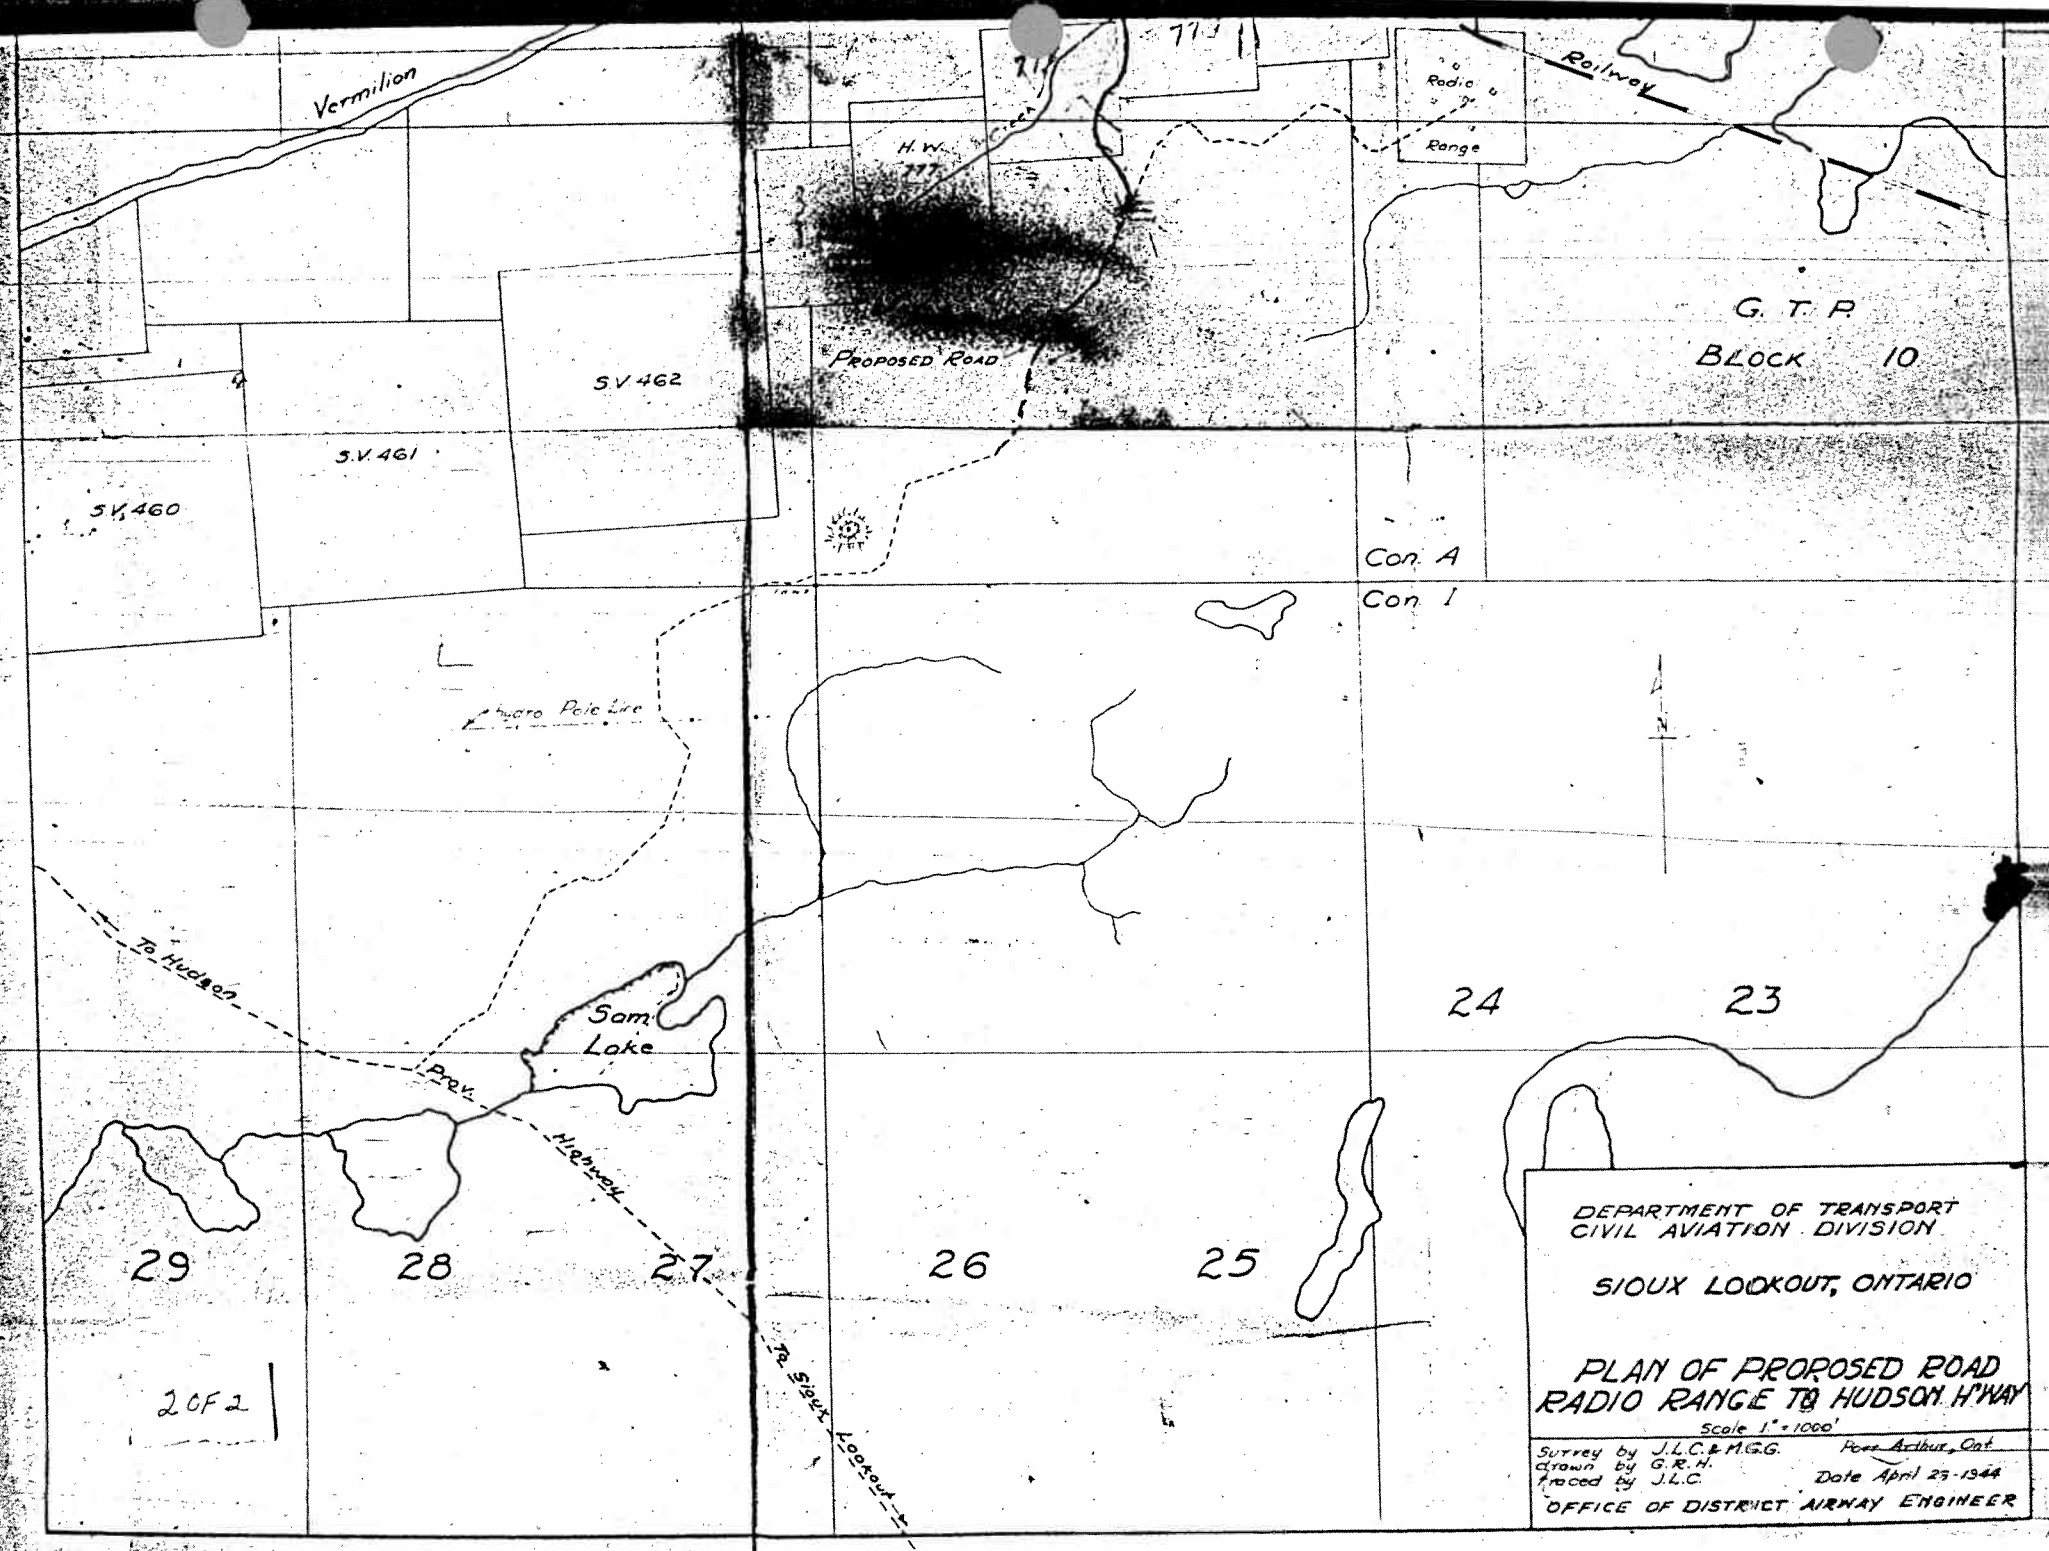 Vermilion
Creek
H.W.
777
Radio
Range
Railway
G. T. P.
BLOCK 10
PROPOSED ROAD
S.V. 462
S.V. 461
S.V. 460
Con. A
Con I
Hydro Pole Line
N
To Hudson
Sam
Lake
Prov.
Highway
24 23
29 28 27 26 25
To Sioux Lookout
2 OF 2
DEPARTMENT OF TRANSPORT
CIVIL AVIATION DIVISION
SIOUX LOOKOUT, ONTARIO
PLAN OF PROPOSED ROAD
RADIO RANGE TO HUDSON H'WAY
Scale 1" = 1000'
Survey by J.L.C. & M.G.G. Port Arthur, Ont
drawn by G.R.H.
traced by J.L.C. Date April 25-1944
OFFICE OF DISTRICT AIRWAY ENGINEER